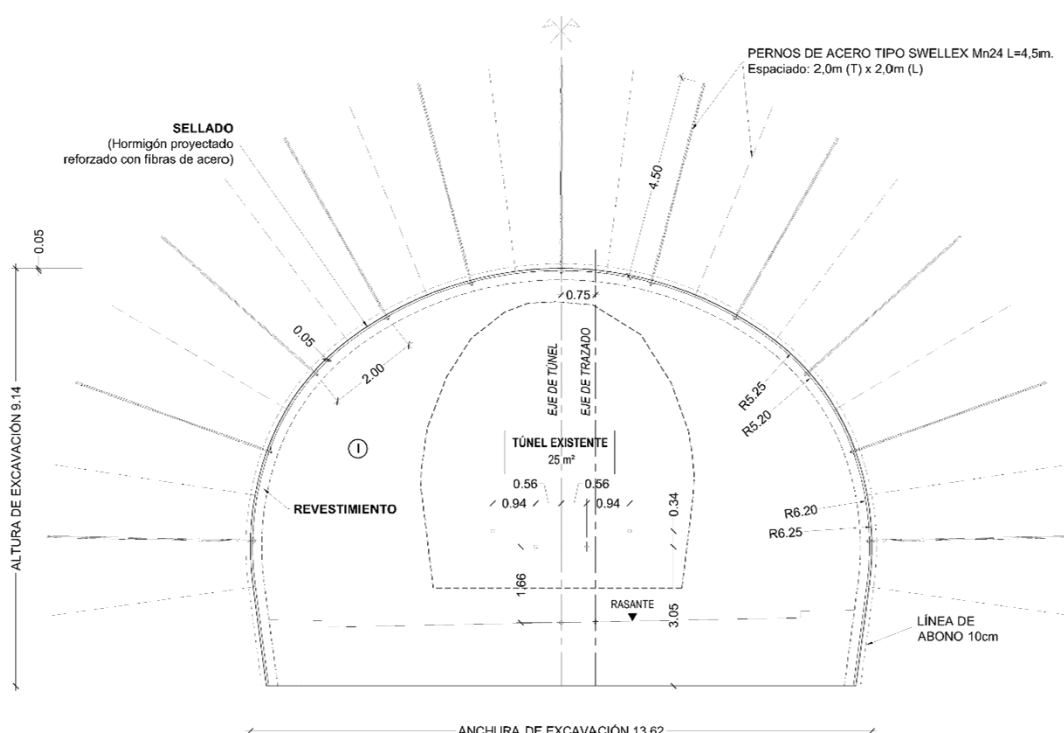 PERNOS DE ACERO TIPO SWELLEX Mn24 L=4,5m.
Espaciado: 2,0m (T) x 2,0m (L)
SELLADO
(Hormigón proyectado
reforzado con fibras de acero)
4.50
0.05
0.75
0.05
2.00
EJE DE TÚNEL
EJE DE TRAZADO
R5.25
R5.20
ALTURA DE EXCAVACIÓN 9.14
I
TÚNEL EXISTENTE
25 m²
0.56
0.56
0.94
0.94
0.34
REVESTIMIENTO
R6.20
R6.25
1.66
RASANTE
3.05
LÍNEA DE
ABONO 10cm
ANCHURA DE EXCAVACIÓN 13.62